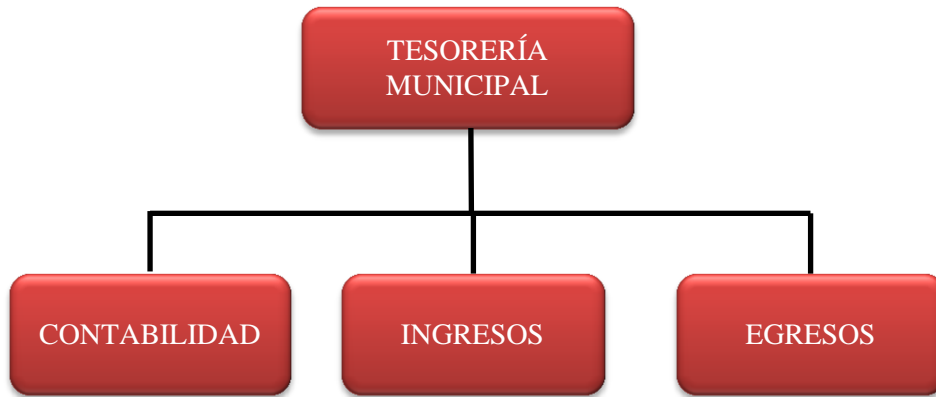 TESORERÍA
MUNICIPAL
CONTABILIDAD
INGRESOS
EGRESOS